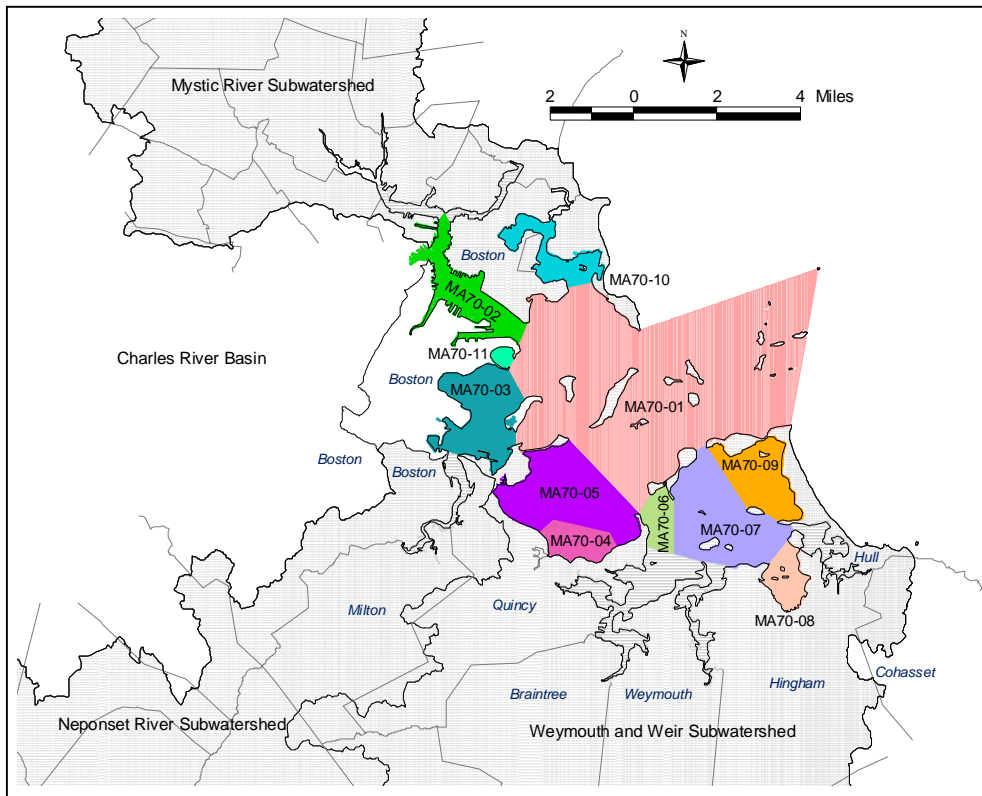 N
2 0 2 4 Miles
Mystic River Subwatershed
Boston
MA70-10
MA70-02
MA70-11
Charles River Basin
Boston
MA70-03
MA70-01
Boston
Boston
MA70-09
MA70-05
MA70-06
MA70-07
MA70-04
Hull
Milton
Quincy
MA70-08
Cohasset
Braintree
Weymouth
Hingham
Neponset River Subwatershed
Weymouth and Weir Subwatershed